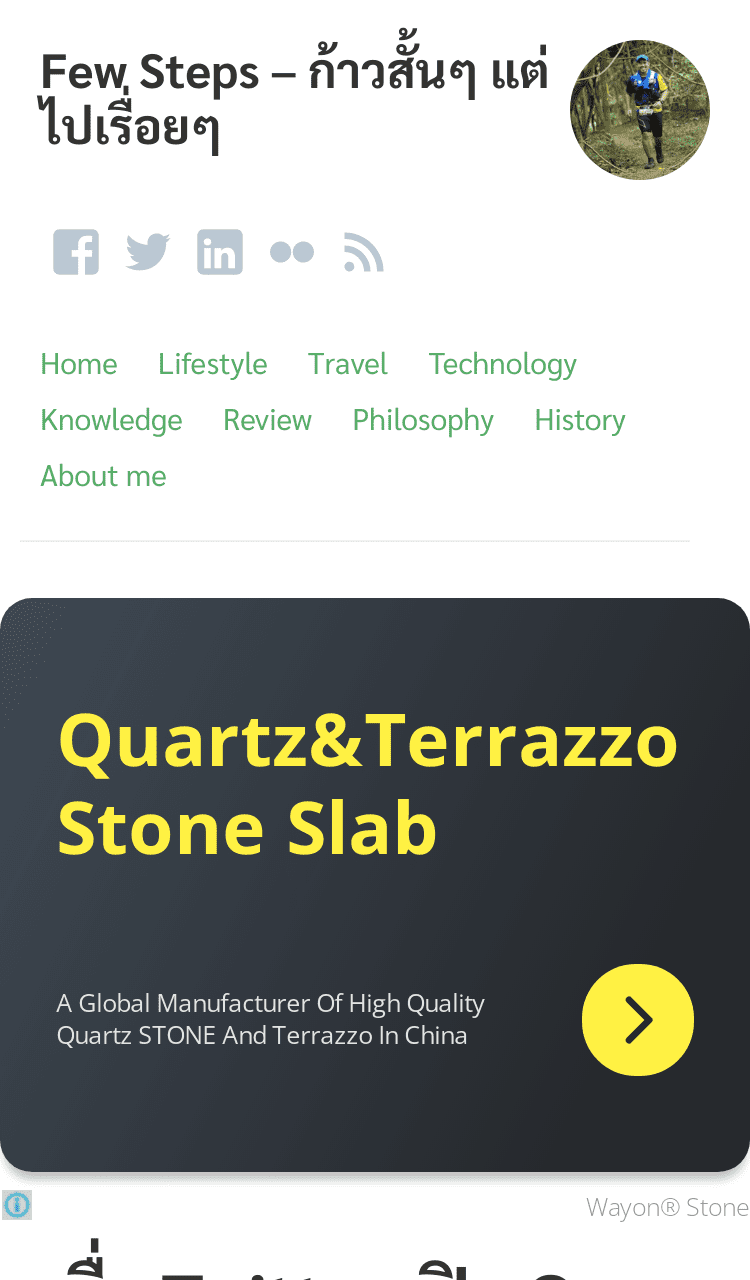 Few Steps – ก้าวสั้นๆ แต่
ไปเรื่อยๆ
Home Lifestyle Travel Technology
Knowledge Review Philosophy History
About me
Quartz&Terrazzo
Stone Slab
A Global Manufacturer Of High Quality
Quartz STONE And Terrazzo In China
Wayon® Stone